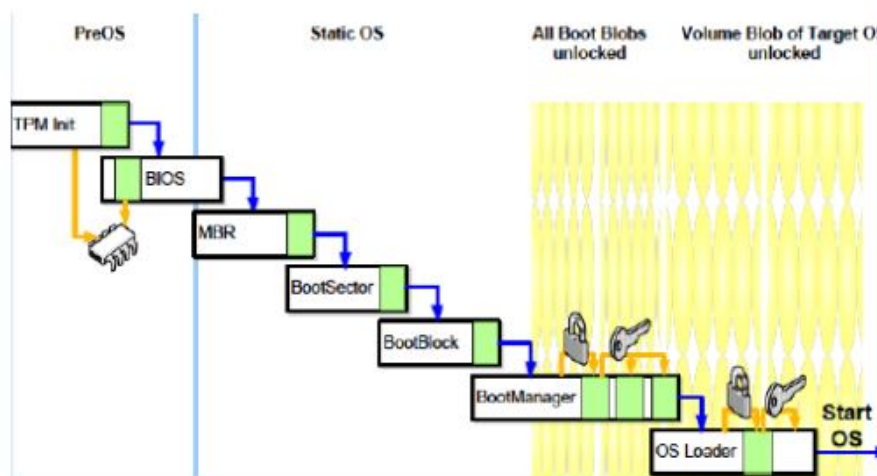 PreOS
Static OS
All Boot Blobs
unlocked
Volume Blob of Target O
unlocked
TPM Init
BIOS
MBR
BootSector
BootBlock
BootManager
OS Loader
Start
OS